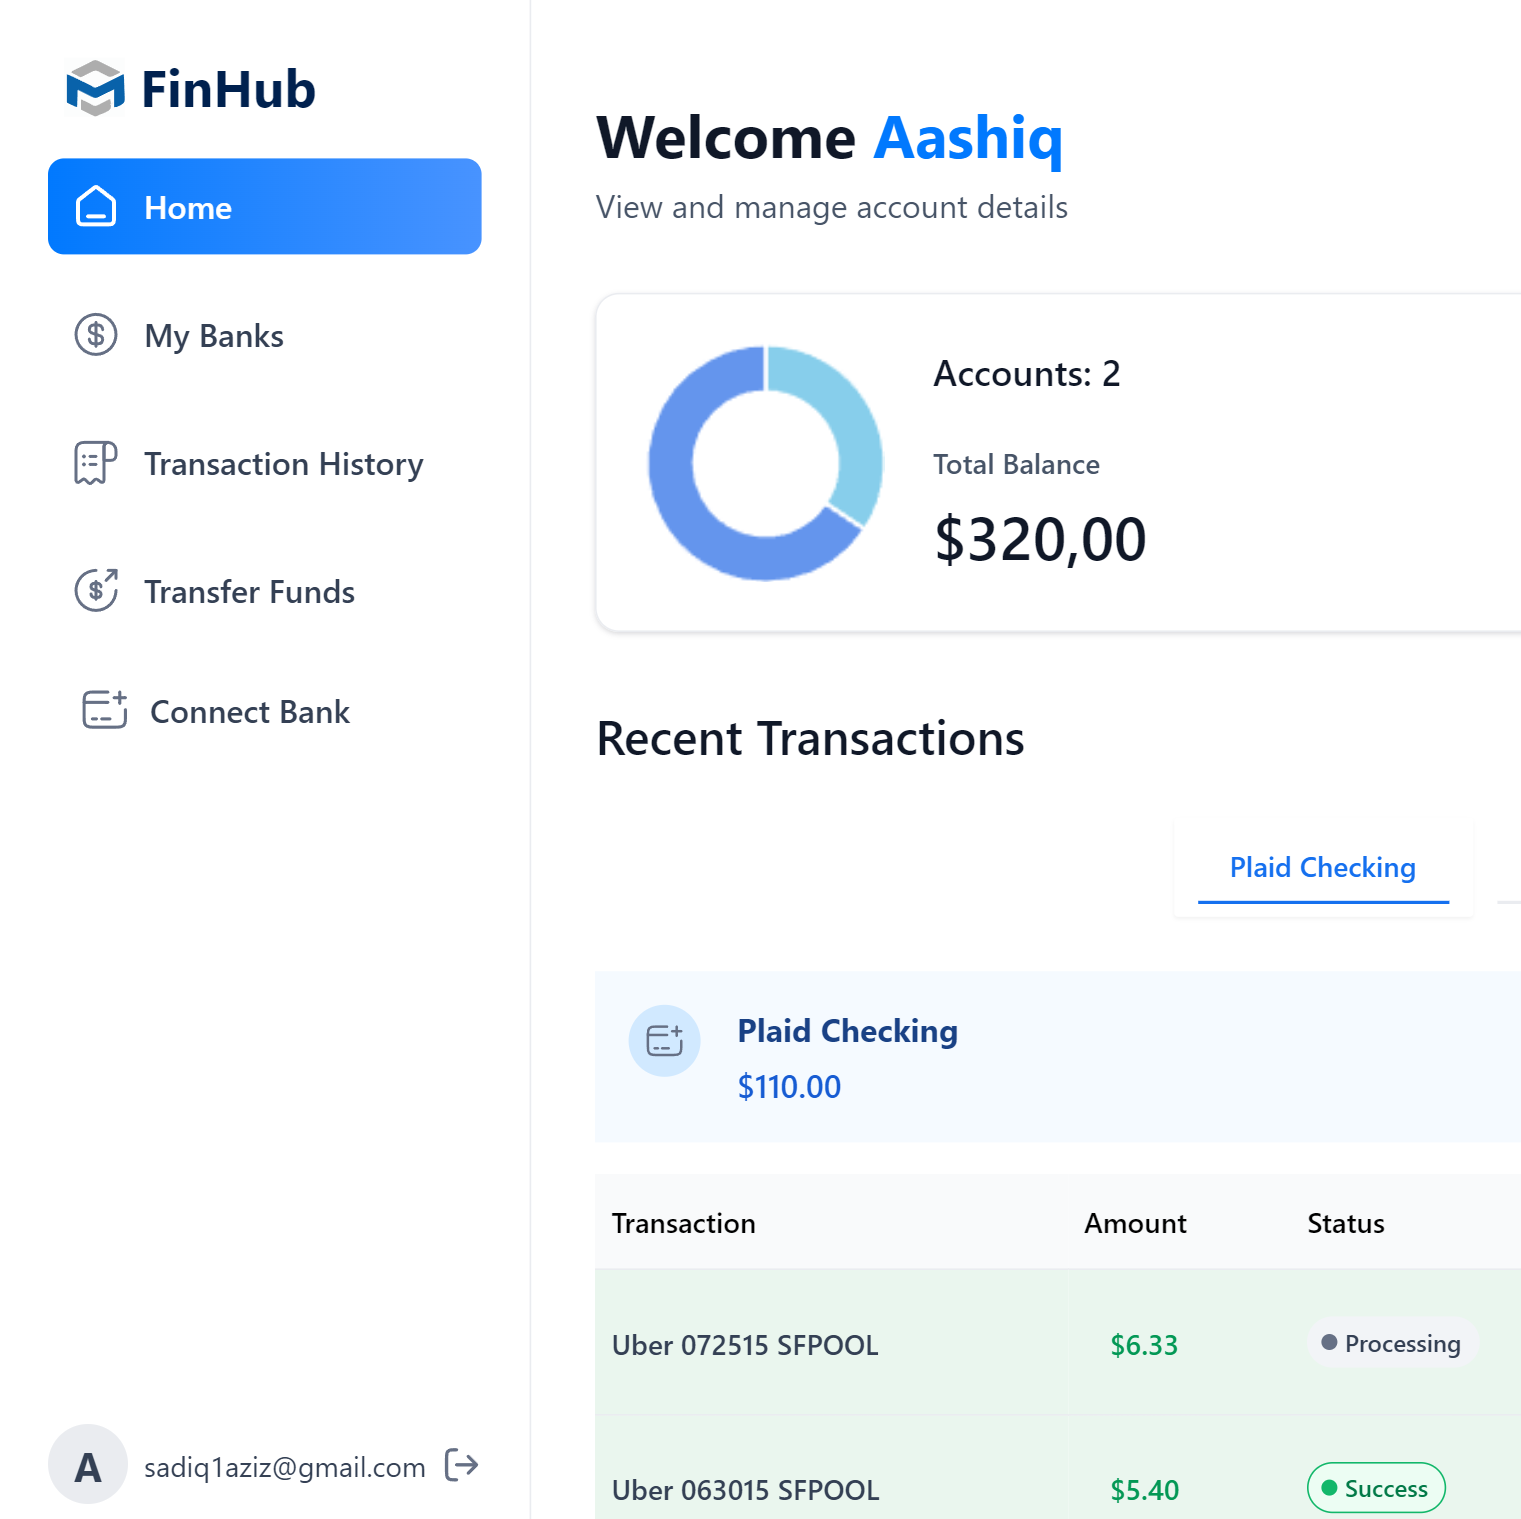 FinHub
Home
My Banks
Transaction History
Transfer Funds
Connect Bank
A
sadiq1aziz@gmail.com
Welcome Aashiq
View and manage account details
Accounts: 2
Total Balance
$320,00
Recent Transactions
Plaid Checking
Plaid Checking
$110.00
Transaction Amount Status
Uber 072515 SFPOOL $6.33 Processing
Uber 063015 SFPOOL $5.40 Success